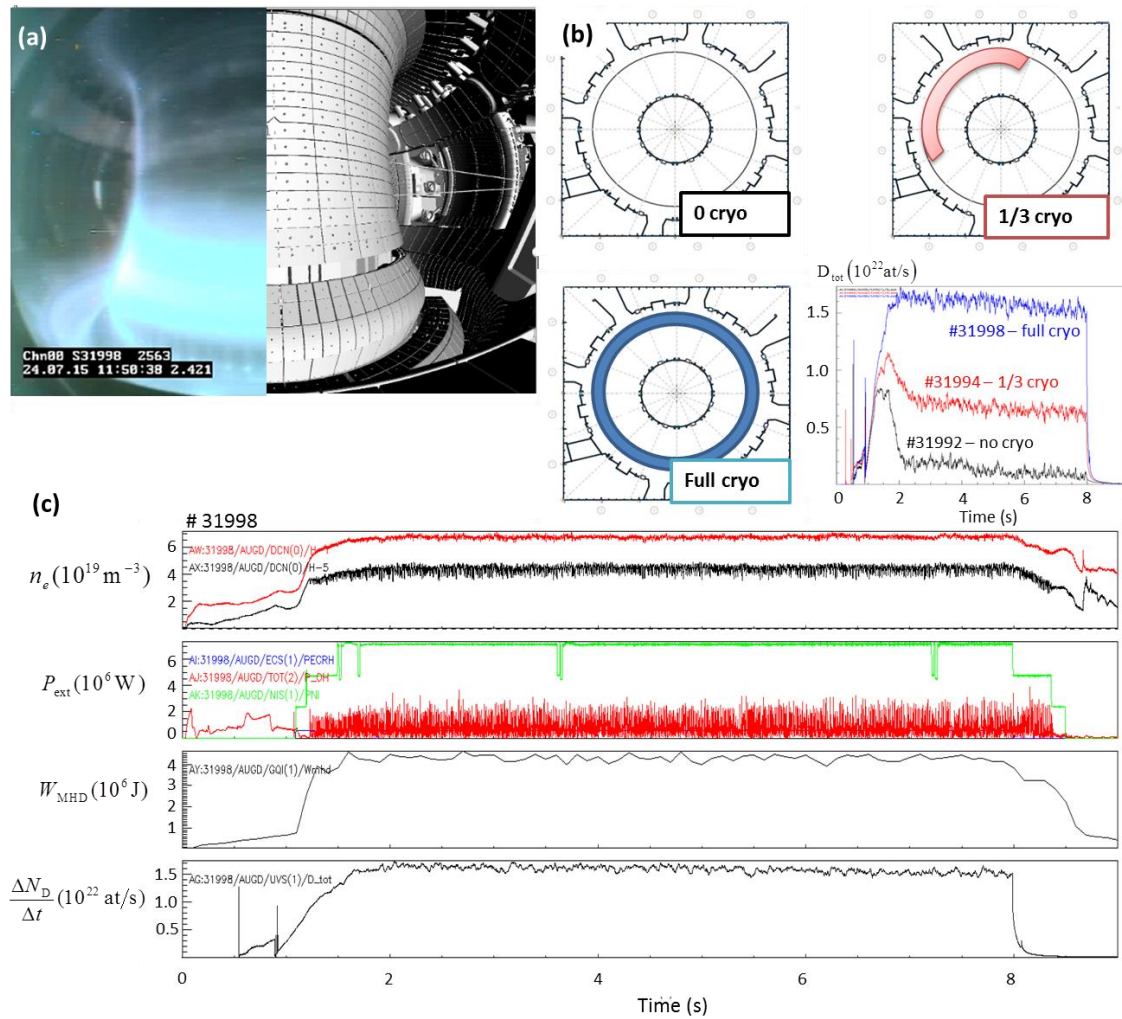 (a)
Chn00 S31998 2563
24.07.15 11:50:38 Z.4Z1
(b)
0 cryo
1/3 cryo
Full cryo
D_tot (10^22 at/s)
1.5
1.0
0.5
#31998 – full cryo
#31994 – 1/3 cryo
#31992 – no cryo
0 2 4 6 8
Time (s)
(c)
# 31998
n_e (10^19 m^−3)
6
4
2
AW:31998/AUGD/DCN(0)/H-1
AX:31998/AUGD/DCN(0)/H-5
P_ext (10^6 W)
6
4
2
0
AI:31998/AUGD/ECS(1)/PECRH
AJ:31998/AUGD/TOT(2)/P_OH
AK:31998/AUGD/NIS(1)/PNI
W_MHD (10^6 J)
4
3
2
1
AY:31998/AUGD/GQI(1)/Wmhd
ΔN_D/Δt (10^22 at/s)
1.5
1.0
0.5
AG:31998/AUGD/UVS(1)/D_tot
0 2 4 6 8
Time (s)